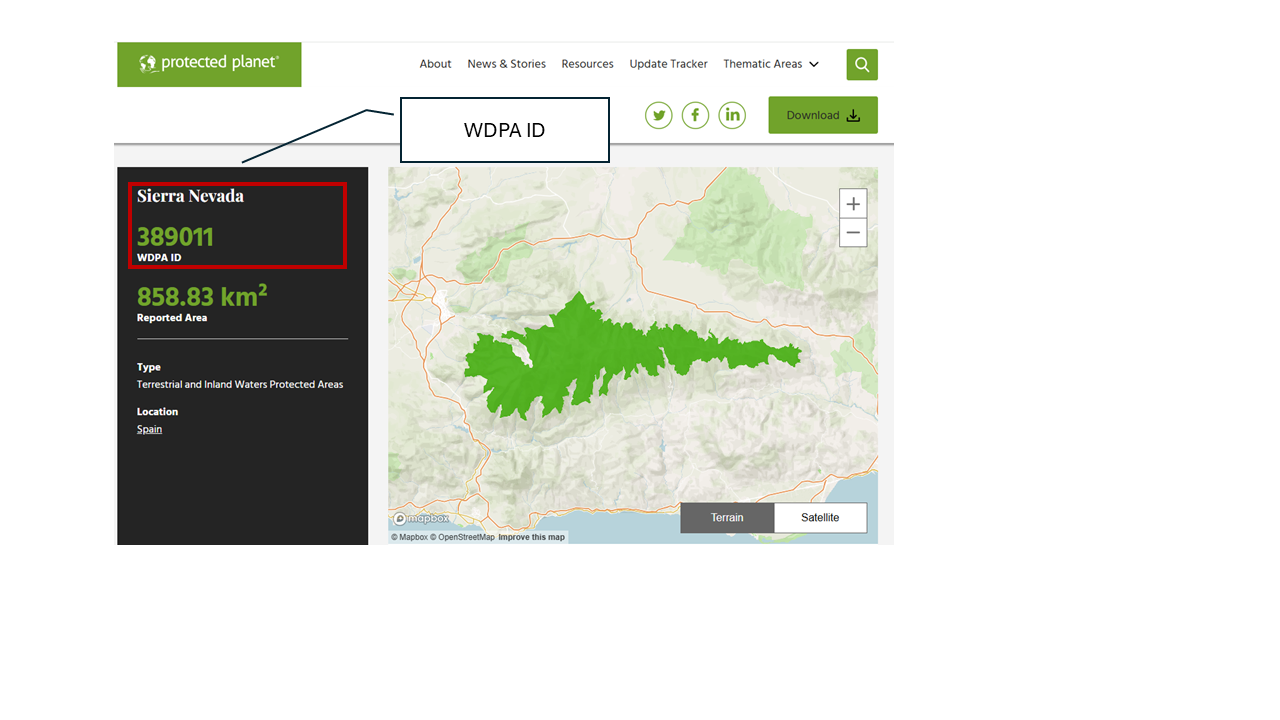 protected planet®
About News & Stories Resources Update Tracker Thematic Areas
Download
WDPA ID
Sierra Nevada
389011
WDPA ID
858.83 km²
Reported Area
Type
Terrestrial and Inland Waters Protected Areas
Location
Spain
+
−
Terrain Satellite
mapbox
© Mapbox © OpenStreetMap Improve this map